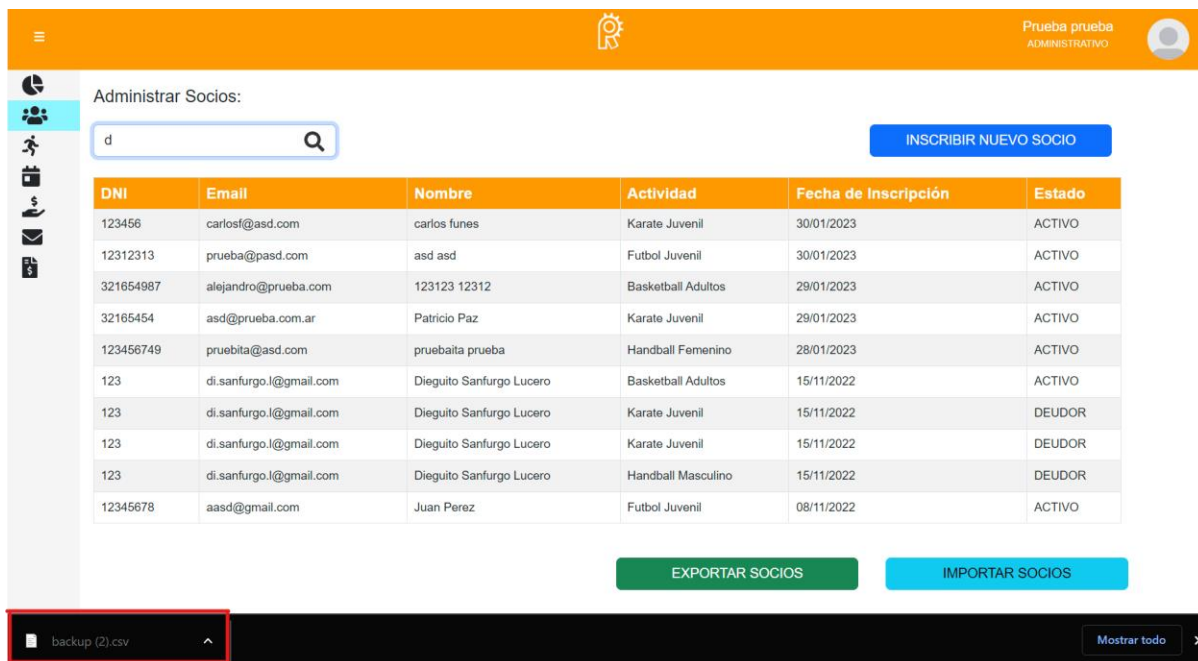 Prueba prueba
ADMINISTRATIVO
Administrar Socios:
d
INSCRIBIR NUEVO SOCIO
DNI Email Nombre Actividad Fecha de Inscripción Estado
123456 carlosf@asd.com carlos funes Karate Juvenil 30/01/2023 ACTIVO
12312313 prueba@pasd.com asd asd Futbol Juvenil 30/01/2023 ACTIVO
321654987 alejandro@prueba.com 123123 12312 Basketball Adultos 29/01/2023 ACTIVO
32165454 asd@prueba.com.ar Patricio Paz Karate Juvenil 29/01/2023 ACTIVO
123456749 pruebita@asd.com pruebaita prueba Handball Femenino 28/01/2023 ACTIVO
123 di.sanfurgo.l@gmail.com Dieguito Sanfurgo Lucero Basketball Adultos 15/11/2022 ACTIVO
123 di.sanfurgo.l@gmail.com Dieguito Sanfurgo Lucero Karate Juvenil 15/11/2022 DEUDOR
123 di.sanfurgo.l@gmail.com Dieguito Sanfurgo Lucero Karate Juvenil 15/11/2022 DEUDOR
123 di.sanfurgo.l@gmail.com Dieguito Sanfurgo Lucero Handball Masculino 15/11/2022 DEUDOR
12345678 aasd@gmail.com Juan Perez Futbol Juvenil 08/11/2022 ACTIVO
EXPORTAR SOCIOS IMPORTAR SOCIOS
backup (2).csv Mostrar todo